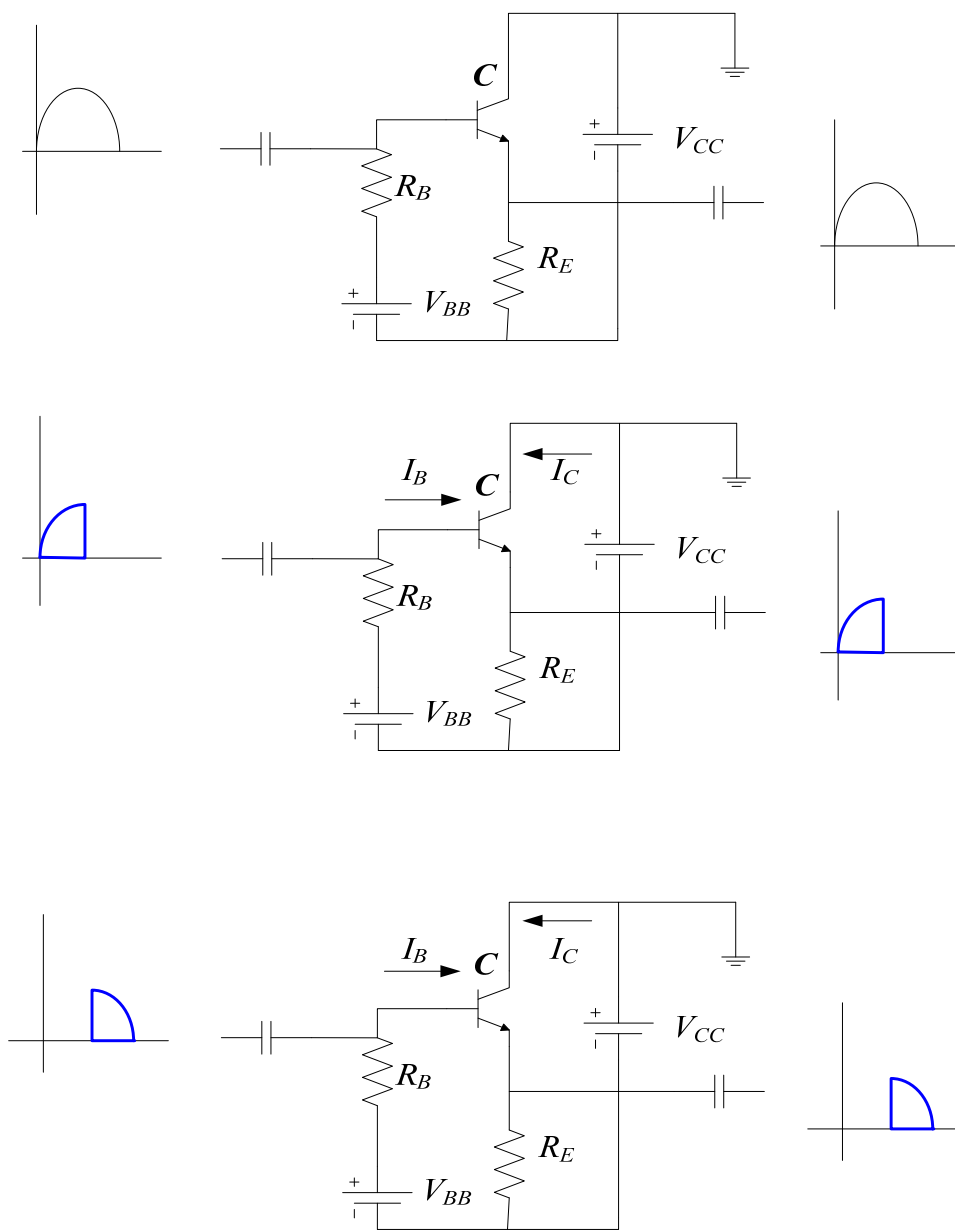 C
+
-
V_CC
R_B
R_E
+
-
V_BB
I_B
I_C
C
+
-
V_CC
R_B
R_E
+
-
V_BB
I_B
I_C
C
+
-
V_CC
R_B
R_E
+
-
V_BB